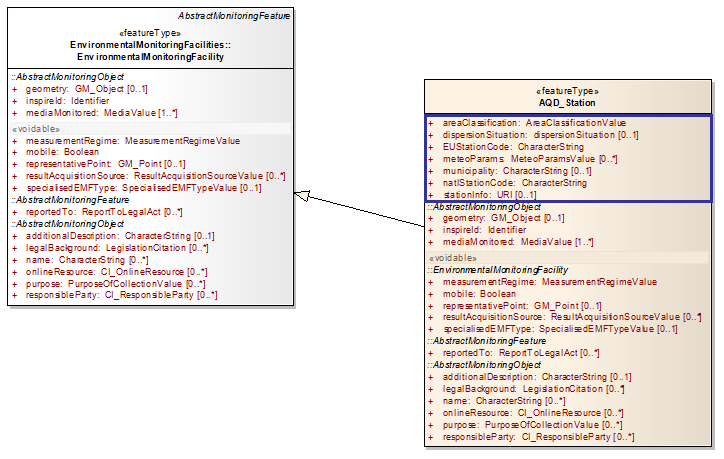 AbstractMonitoringFeature
«featureType»
EnvironmentalMonitoringFacilities::
EnvironmentalMonitoringFacility
::AbstractMonitoringObject
+ geometry: GM_Object [0..1]
+ inspireId: Identifier
+ mediaMonitored: MediaValue [1..*]
«voidable»
+ measurementRegime: MeasurementRegimeValue
+ mobile: Boolean
+ representativePoint: GM_Point [0..1]
+ resultAcquisitionSource: ResultAcquisitionSourceValue [0..*]
+ specialisedEMFType: SpecialisedEMFTypeValue [0..1]
::AbstractMonitoringFeature
+ reportedTo: ReportToLegalAct [0..*]
::AbstractMonitoringObject
+ additionalDescription: CharacterString [0..1]
+ legalBackground: LegislationCitation [0..*]
+ name: CharacterString [0..*]
+ onlineResource: CI_OnlineResource [0..*]
+ purpose: PurposeOfCollectionValue [0..*]
+ responsibleParty: CI_ResponsibleParty [0..*]
«featureType»
AQD_Station
+ areaClassification: AreaClassificationValue
+ dispersionSituation: dispersionSituation [0..1]
+ EUStationCode: CharacterString
+ meteoParams: MeteoParamsValue [0..*]
+ municipality: CharacterString [0..1]
+ natlStationCode: CharacterString
+ stationInfo: URI [0..1]
::AbstractMonitoringObject
+ geometry: GM_Object [0..1]
+ inspireId: Identifier
+ mediaMonitored: MediaValue [1..*]
«voidable»
::EnvironmentalMonitoringFacility
+ measurementRegime: MeasurementRegimeValue
+ mobile: Boolean
+ representativePoint: GM_Point [0..1]
+ resultAcquisitionSource: ResultAcquisitionSourceValue [0..*]
+ specialisedEMFType: SpecialisedEMFTypeValue [0..1]
::AbstractMonitoringFeature
+ reportedTo: ReportToLegalAct [0..*]
::AbstractMonitoringObject
+ additionalDescription: CharacterString [0..1]
+ legalBackground: LegislationCitation [0..*]
+ name: CharacterString [0..*]
+ onlineResource: CI_OnlineResource [0..*]
+ purpose: PurposeOfCollectionValue [0..*]
+ responsibleParty: CI_ResponsibleParty [0..*]